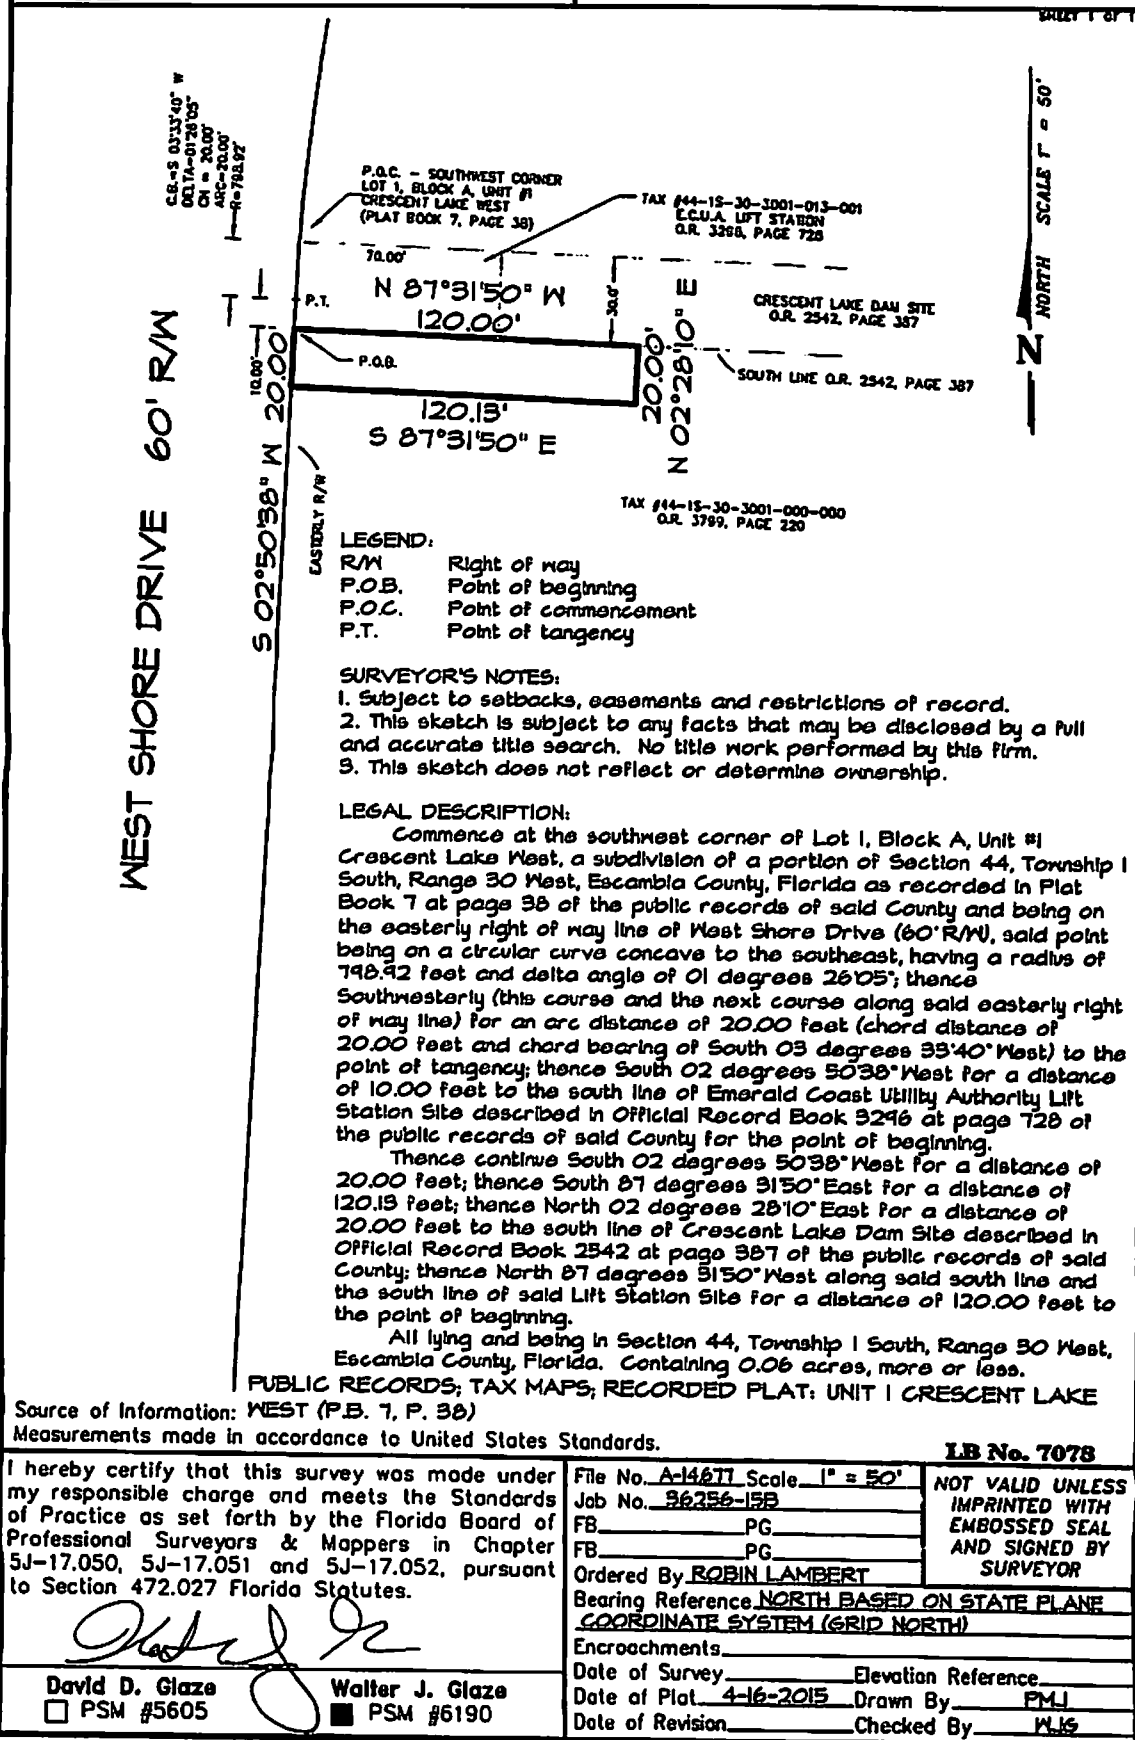 SHEET 1 OF 1
C.B.=S 03°33'40" W
DELTA=01°26'05"
CH = 20.00'
ARC=20.00'
R=798.92'
P.O.C. - SOUTHWEST CORNER
LOT 1, BLOCK A, UNIT #1
CRESCENT LAKE WEST
(PLAT BOOK 7, PAGE 38)
TAX #44-1S-30-3001-013-001
E.C.U.A. LIFT STATION
O.R. 3296, PAGE 728
NORTH SCALE 1" = 50'
N
70.00'
P.T.
N 87°31'50" W
120.00'
30.0'
CRESCENT LAKE DAM SITE
O.R. 2542, PAGE 387
10.00'
20.00'
P.O.B.
20.00'
N 02°28'10" E
SOUTH LINE O.R. 2542, PAGE 387
120.13'
S 87°31'50" E
WEST SHORE DRIVE 60' R/W
S 02°50'38" W
EASTERLY R/W
TAX #44-1S-30-3001-000-000
O.R. 3799, PAGE 220
LEGEND:
R/W Right of way
P.O.B. Point of beginning
P.O.C. Point of commencement
P.T. Point of tangency
SURVEYOR'S NOTES:
1. Subject to setbacks, easements and restrictions of record.
2. This sketch is subject to any facts that may be disclosed by a full
and accurate title search. No title work performed by this firm.
3. This sketch does not reflect or determine ownership.
LEGAL DESCRIPTION:
Commence at the southwest corner of Lot 1, Block A, Unit #1
Crescent Lake West, a subdivision of a portion of Section 44, Township 1
South, Range 30 West, Escambia County, Florida as recorded in Plat
Book 7 at page 38 of the public records of said County and being on
the easterly right of way line of West Shore Drive (60' R/W), said point
being on a circular curve concave to the southeast, having a radius of
798.92 feet and delta angle of 01 degrees 26'05"; thence
Southwesterly (this course and the next course along said easterly right
of way line) for an arc distance of 20.00 feet (chord distance of
20.00 feet and chord bearing of South 03 degrees 33'40" West) to the
point of tangency; thence South 02 degrees 50'38" West for a distance
of 10.00 feet to the south line of Emerald Coast Utility Authority Lift
Station Site described in Official Record Book 3296 at page 728 of
the public records of said County for the point of beginning.
Thence continue South 02 degrees 50'38" West for a distance of
20.00 feet; thence South 87 degrees 31'50" East for a distance of
120.13 feet; thence North 02 degrees 28'10" East for a distance of
20.00 feet to the south line of Crescent Lake Dam Site described in
Official Record Book 2542 at page 387 of the public records of said
County; thence North 87 degrees 31'50" West along said south line and
the south line of said Lift Station Site for a distance of 120.00 feet to
the point of beginning.
All lying and being in Section 44, Township 1 South, Range 30 West,
Escambia County, Florida. Containing 0.06 acres, more or less.
PUBLIC RECORDS; TAX MAPS; RECORDED PLAT: UNIT 1 CRESCENT LAKE
Source of Information: WEST (P.B. 7, P. 38)
Measurements made in accordance to United States Standards.
LB No. 7073
I hereby certify that this survey was made under
my responsible charge and meets the Standards
of Practice as set forth by the Florida Board of
Professional Surveyors & Mappers in Chapter
5J-17.050, 5J-17.051 and 5J-17.052, pursuant
to Section 472.027 Florida Statutes.
David D. Glaze
PSM #5605
Walter J. Glaze
PSM #6190
File No. A-14677 Scale 1" = 50'
Job No. 36256-15B
FB PG
FB PG
Ordered By ROBIN LAMBERT
NOT VALID UNLESS
IMPRINTED WITH
EMBOSSED SEAL
AND SIGNED BY
SURVEYOR
Bearing Reference NORTH BASED ON STATE PLANE
COORDINATE SYSTEM (GRID NORTH)
Encroachments
Date of Survey Elevation Reference
Date of Plat 4-16-2015 Drawn By PMJ
Date of Revision Checked By WJG